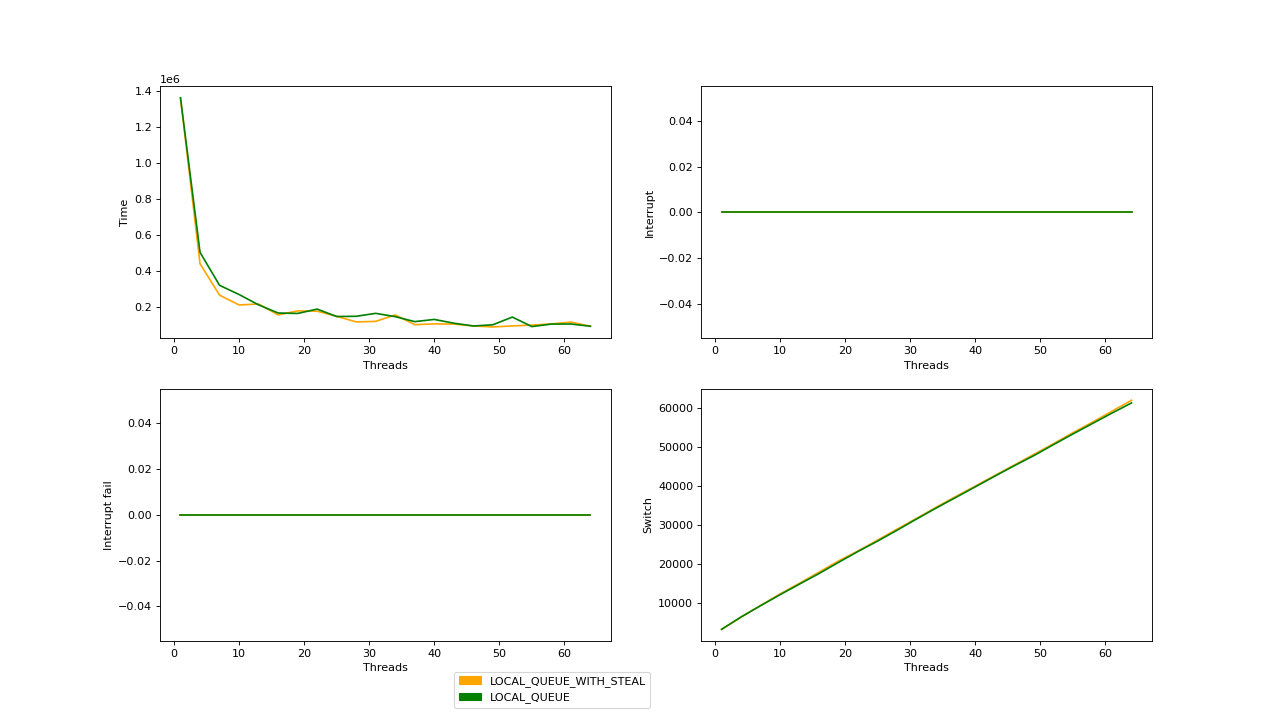 1e6
1.4
1.2
1.0
0.8
0.6
0.4
0.2
Time
0 10 20 30 40 50 60
Threads
0.04
0.02
0.00
−0.02
−0.04
Interrupt
0 10 20 30 40 50 60
Threads
0.04
0.02
0.00
−0.02
−0.04
Interrupt fail
0 10 20 30 40 50 60
Threads
60000
50000
40000
30000
20000
10000
Switch
0 10 20 30 40 50 60
Threads
LOCAL_QUEUE_WITH_STEAL
LOCAL_QUEUE